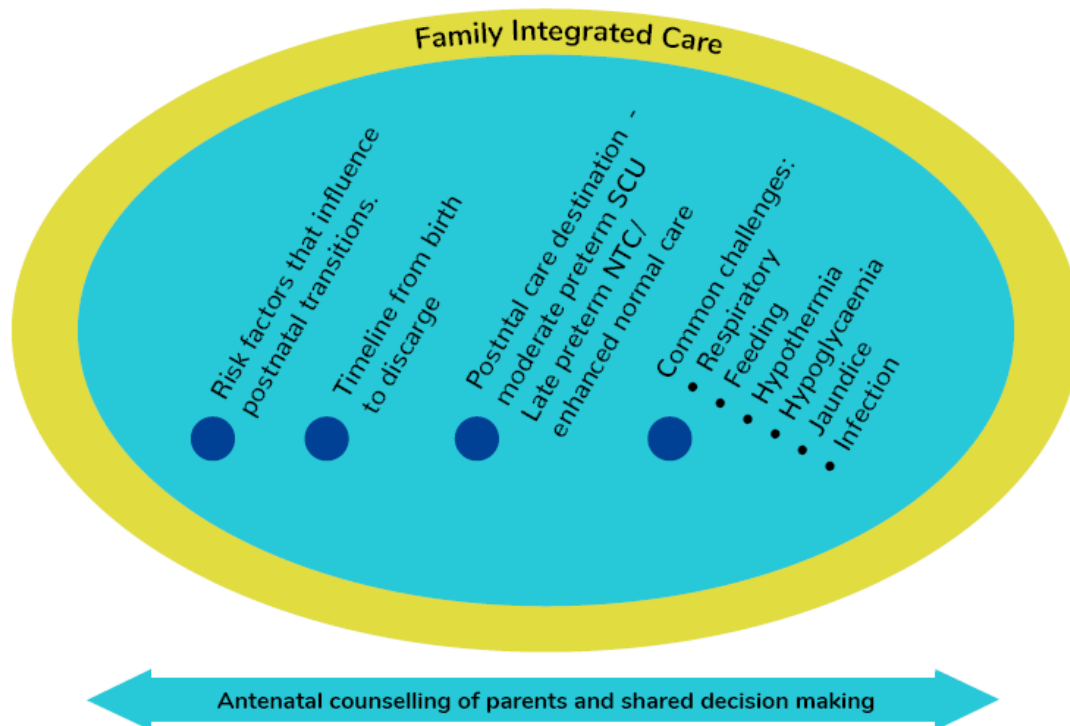 Family Integrated Care
Risk factors that influence
postnatal transitions.
Timeline from birth
to discarge
Postntal care destination -
moderate preterm SCU
Late preterm NTC/
enhanced normal care
Common challenges:
• Respiratory
• Feeding
• Hypothermia
• Hypoglycaemia
• Jaundice
• Infection
Antenatal counselling of parents and shared decision making